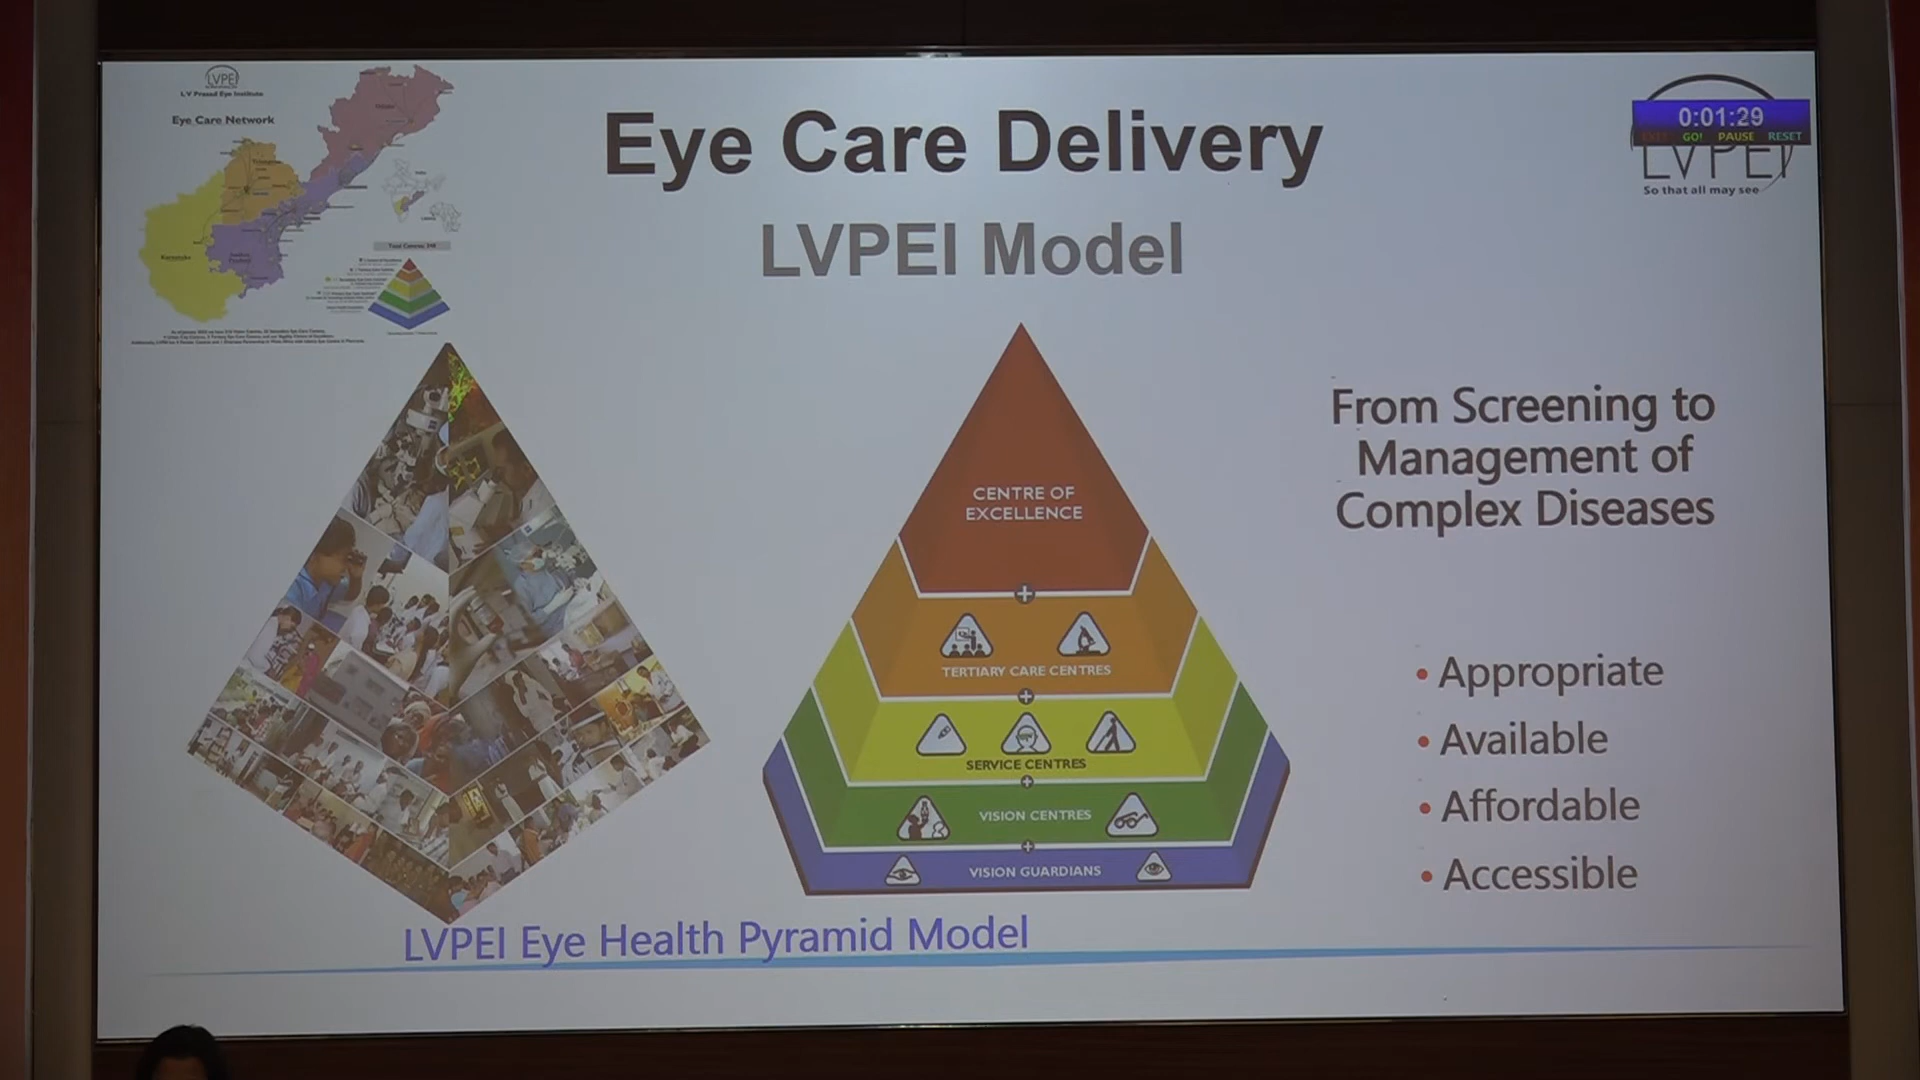 LVPEI
L V Prasad Eye Institute
Eye Care Network
Eye Care Delivery
LVPEI Model
0:01:29
EXIT GO! PAUSE RESET
LVPEI
So that all may see
CENTRE OF
EXCELLENCE
TERTIARY CARE CENTRES
SERVICE CENTRES
VISION CENTRES
VISION GUARDIANS
From Screening to
Management of
Complex Diseases
• Appropriate
• Available
• Affordable
• Accessible
LVPEI Eye Health Pyramid Model